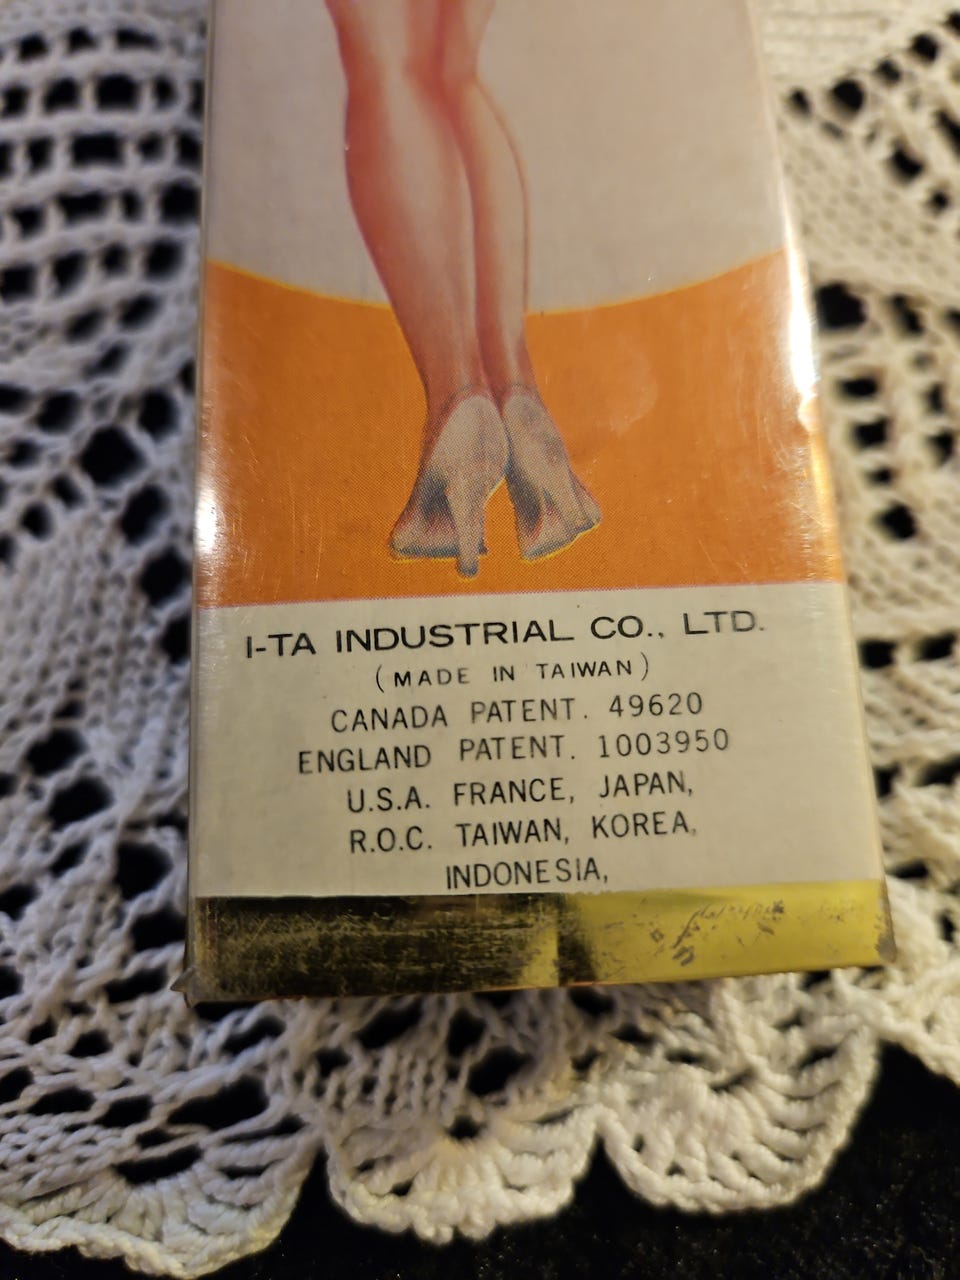 I-TA INDUSTRIAL CO., LTD.
(MADE IN TAIWAN)
CANADA PATENT. 49620
ENGLAND PATENT. 1003950
U.S.A. FRANCE, JAPAN,
R.O.C. TAIWAN, KOREA,
INDONESIA,